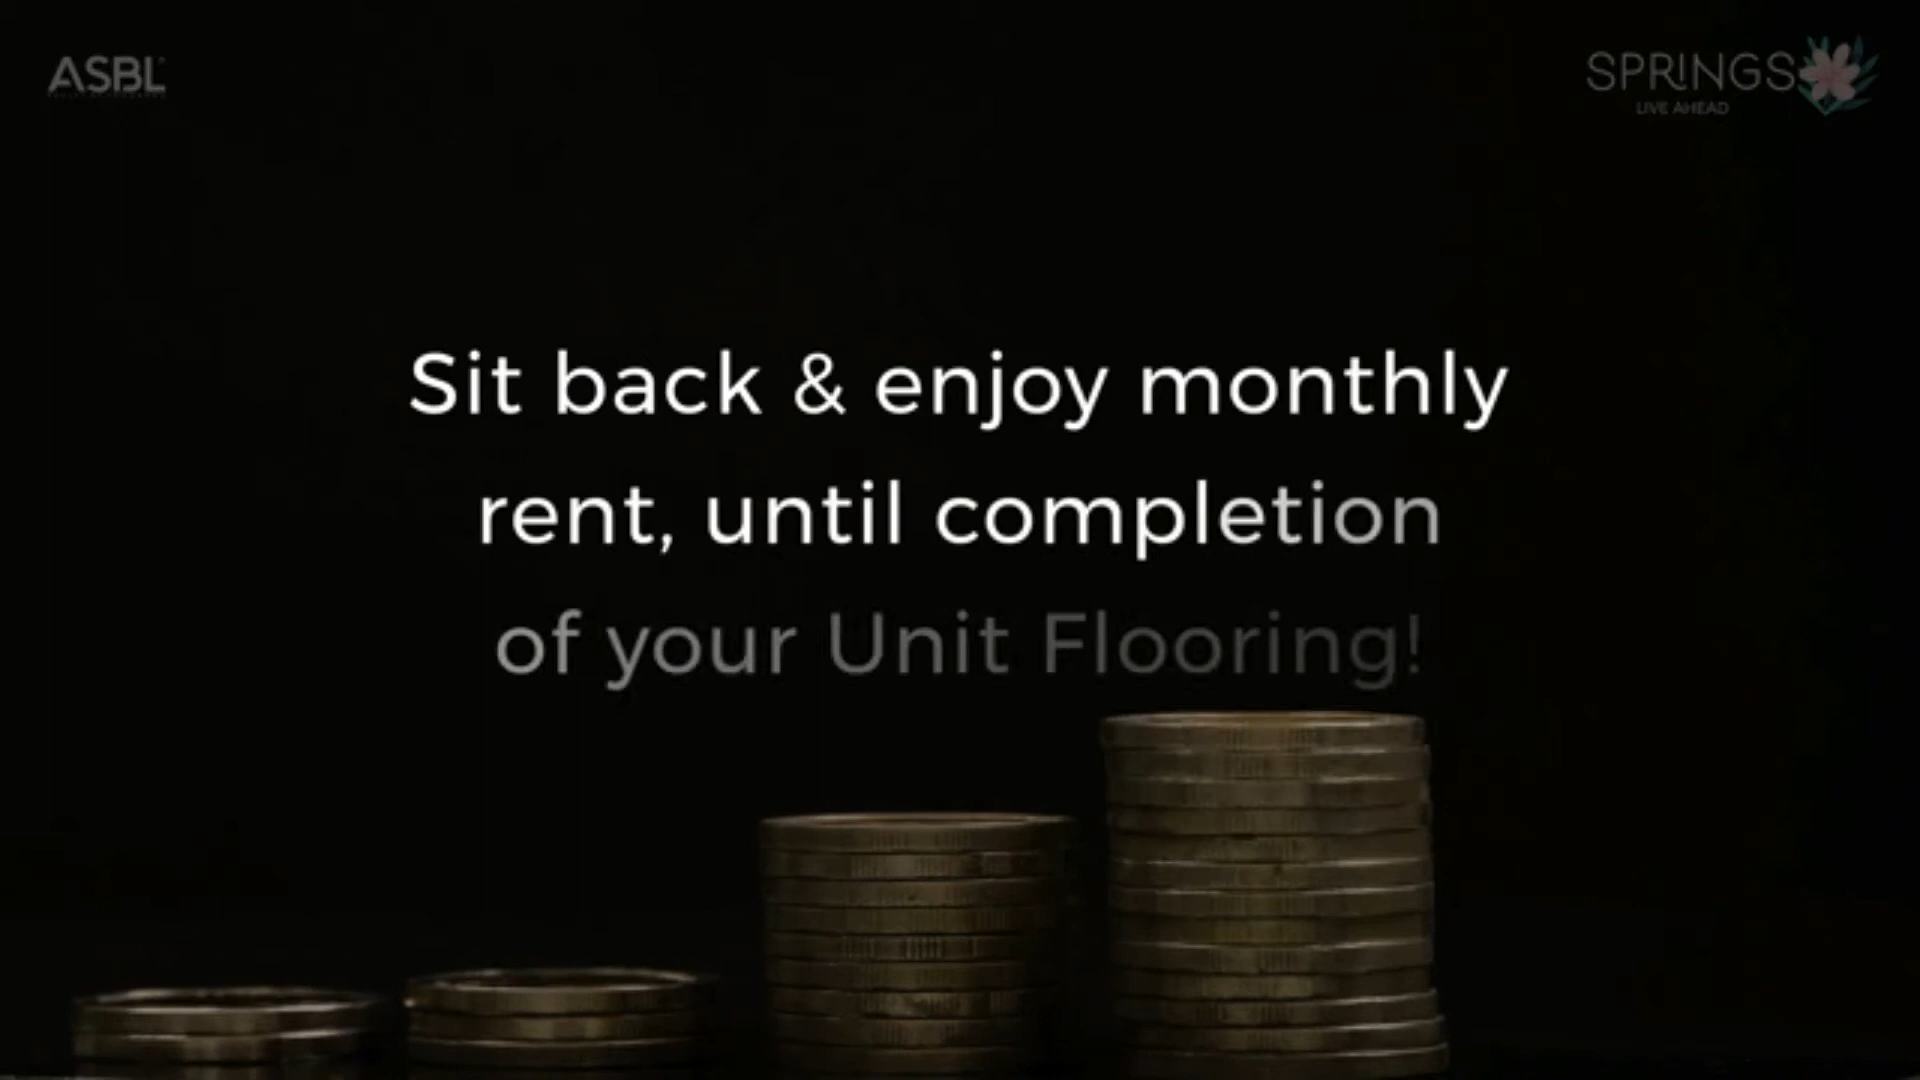 ASBL
SPRINGS
LIVE AHEAD
Sit back & enjoy monthly
rent, until completion
of your Unit Flooring!